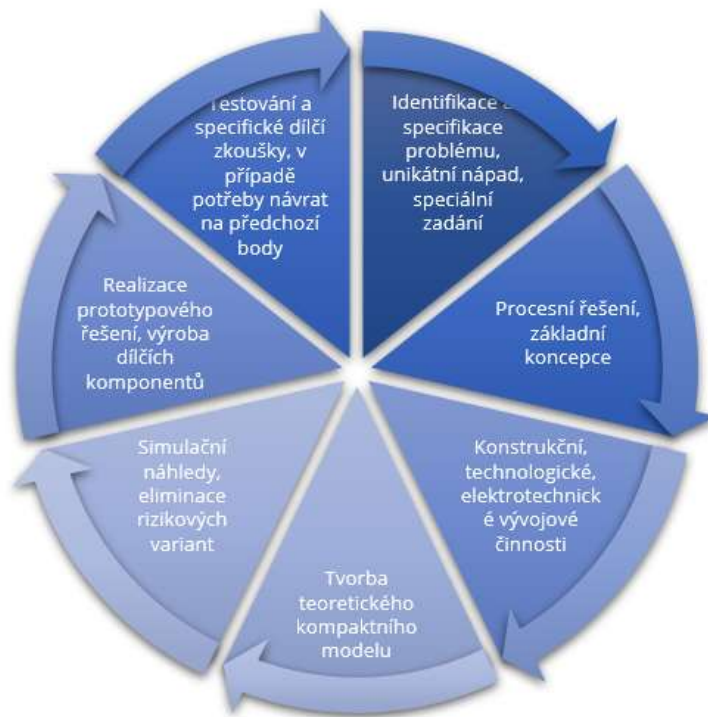 Identifikace a
specifikace
problému,
unikátní nápad,
speciální
zadání
Procesní řešení,
základní
koncepce
Konstrukční,
technologické,
elektrotechnick
é vývojové
činnosti
Tvorba
teoretického
kompaktního
modelu
Simulační
náhledy,
eliminace
rizikových
variant
Realizace
prototypového
řešení, výroba
dílčích
komponentů
Testování a
specifické dílčí
zkoušky, v
případě
potřeby návrat
na předchozí
body